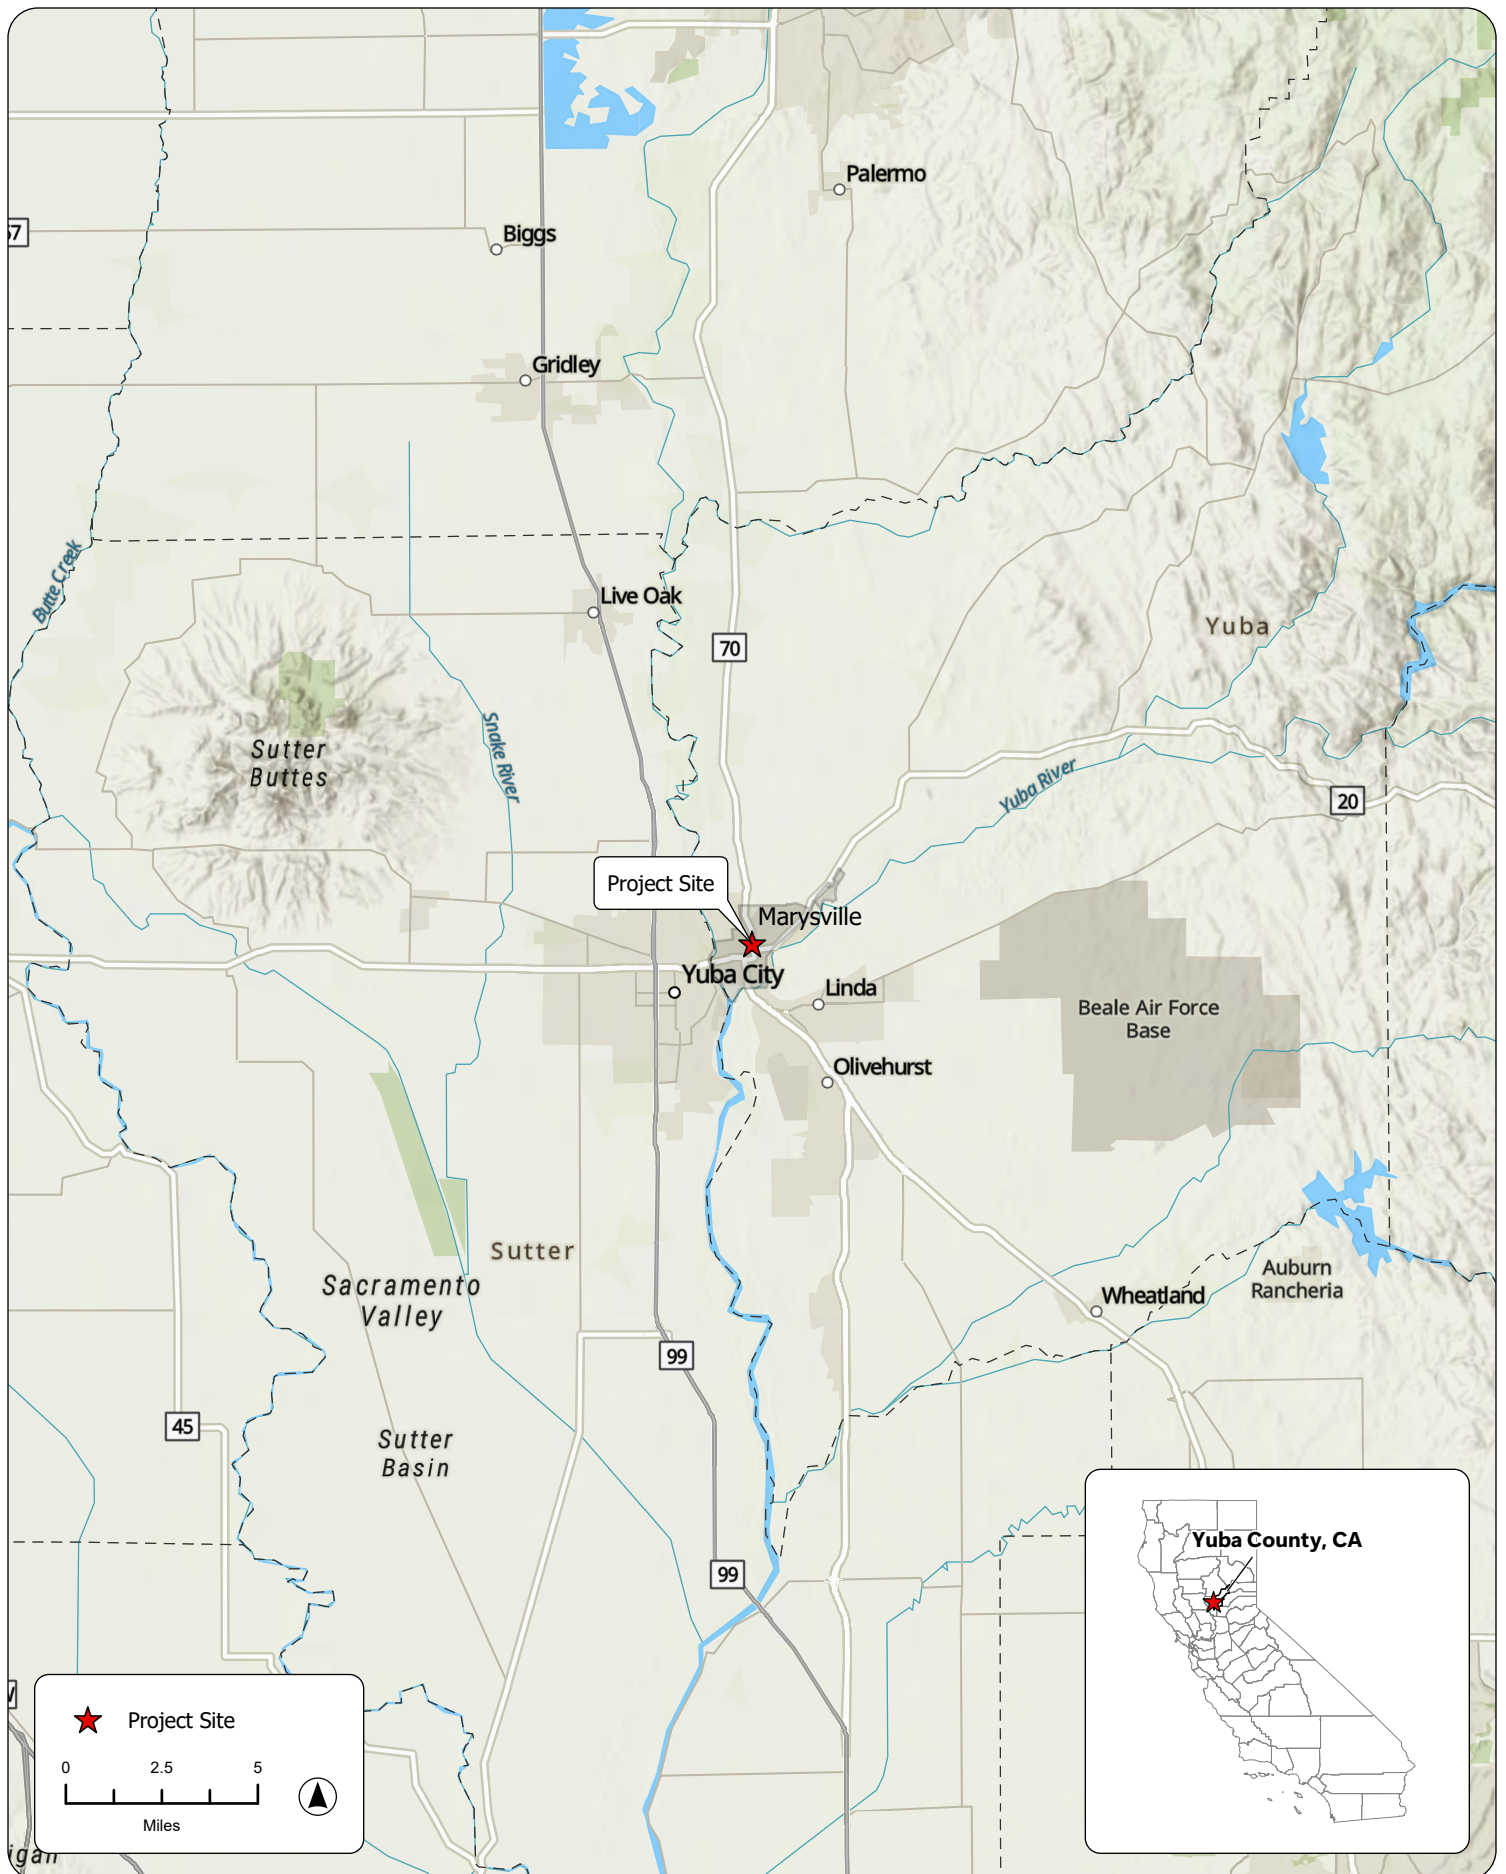 Palermo
Biggs
Gridley
Butte Creek
Live Oak
70
Yuba
Snake River
Sutter
Buttes
Yuba River
20
Project Site
Marysville
Yuba City
Linda
Beale Air Force
Base
Olivehurst
Sutter
Sacramento
Valley
Auburn
Rancheria
Wheatland
99
45
Sutter
Basin
Yuba County, CA
99
Project Site
0 2.5 5
Miles